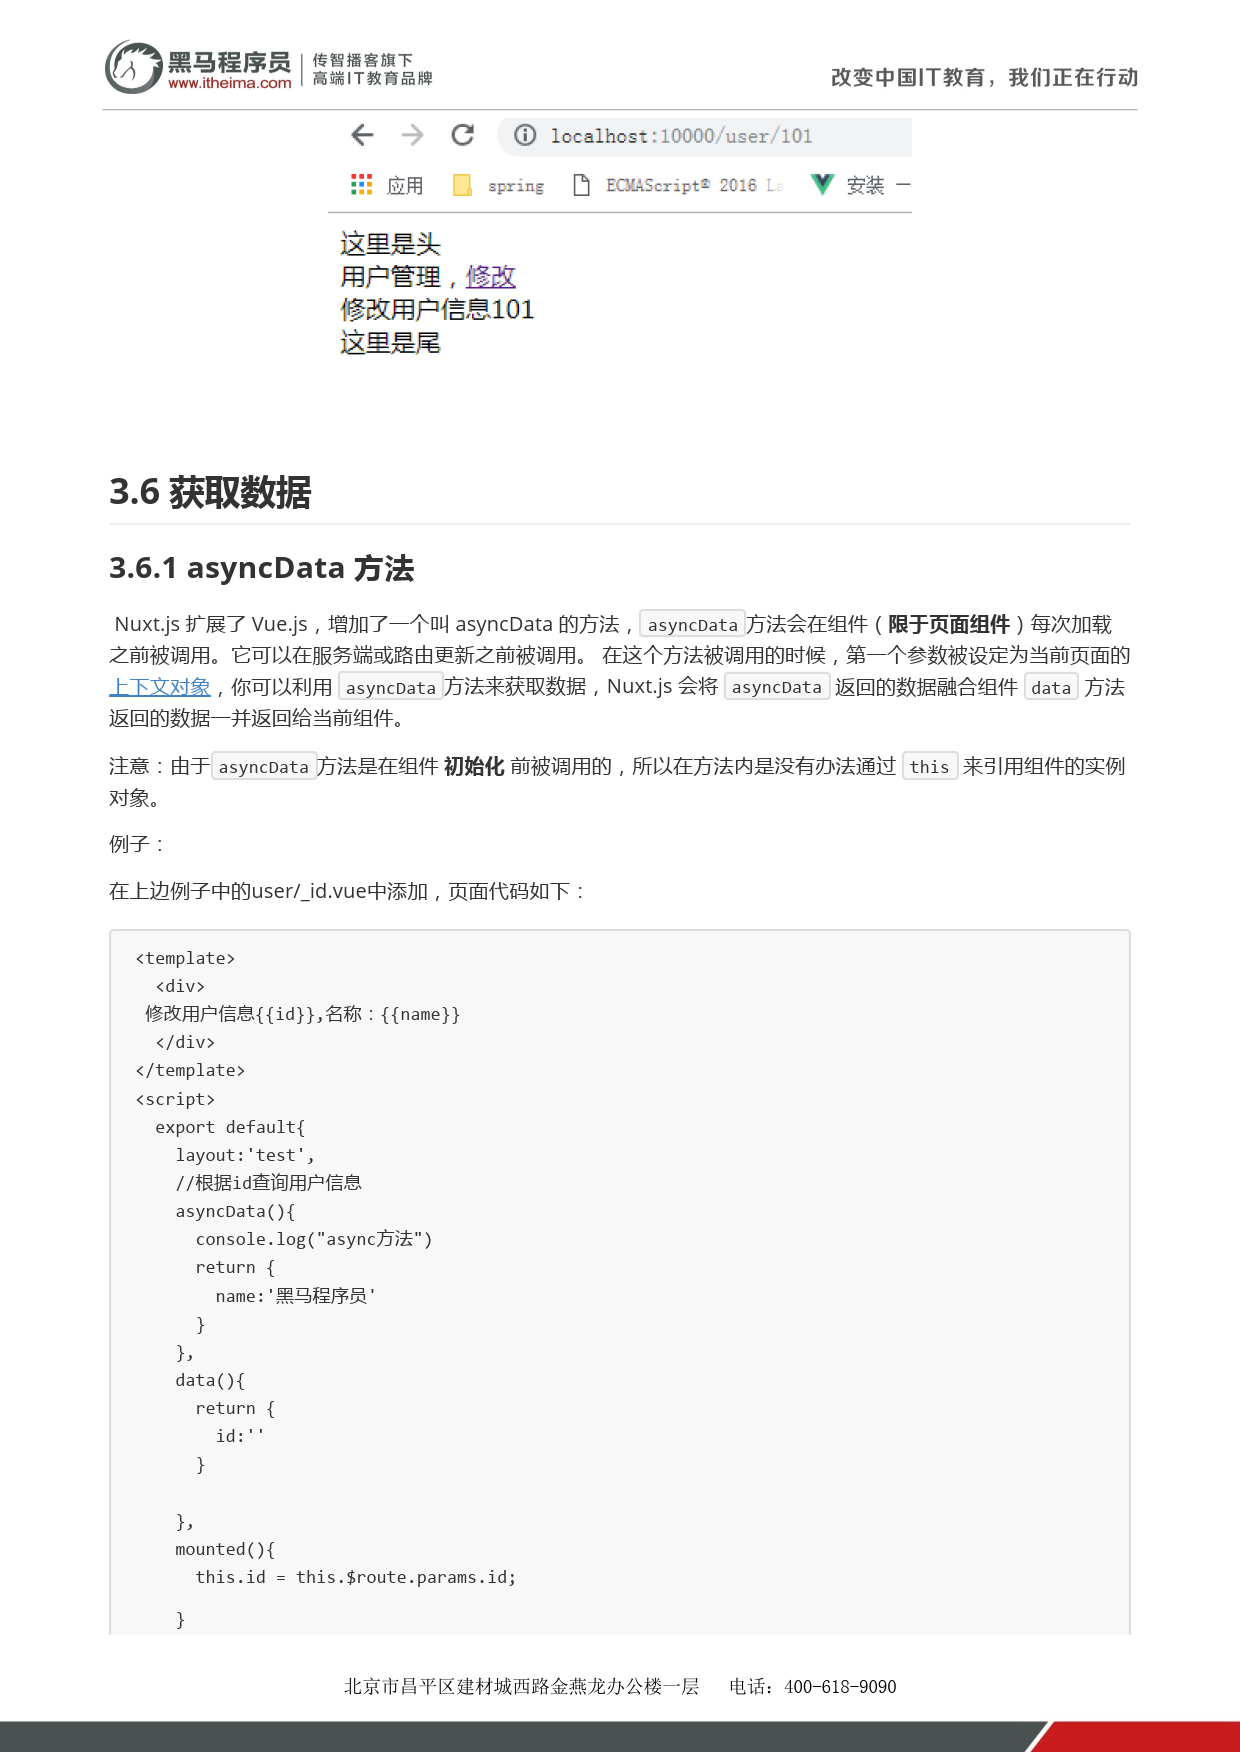 黑马程序员 传智播客旗下
www.itheima.com 高端IT教育品牌
改变中国IT教育，我们正在行动
localhost:10000/user/101
应用 spring ECMAScript® 2016 La 安装 一
这里是头
用户管理，修改
修改用户信息101
这里是尾
3.6 获取数据
3.6.1 asyncData 方法
Nuxt.js 扩展了 Vue.js，增加了一个叫 asyncData 的方法， asyncData 方法会在组件（限于页面组件）每次加载
之前被调用。它可以在服务端或路由更新之前被调用。 在这个方法被调用的时候，第一个参数被设定为当前页面的
上下文对象，你可以利用 asyncData 方法来获取数据，Nuxt.js 会将 asyncData 返回的数据融合组件 data 方法
返回的数据一并返回给当前组件。
注意：由于 asyncData 方法是在组件 初始化 前被调用的，所以在方法内是没有办法通过 this 来引用组件的实例
对象。
例子：
在上边例子中的user/_id.vue中添加，页面代码如下：
<template>
  <div>
 修改用户信息{{id}},名称：{{name}}
  </div>
</template>
<script>
  export default{
    layout:'test',
    //根据id查询用户信息
    asyncData(){
      console.log("async方法")
      return {
        name:'黑马程序员'
      }
    },
    data(){
      return {
        id:''
      }
    },
    mounted(){
      this.id = this.$route.params.id;
    }
北京市昌平区建材城西路金燕龙办公楼一层 电话：400-618-9090